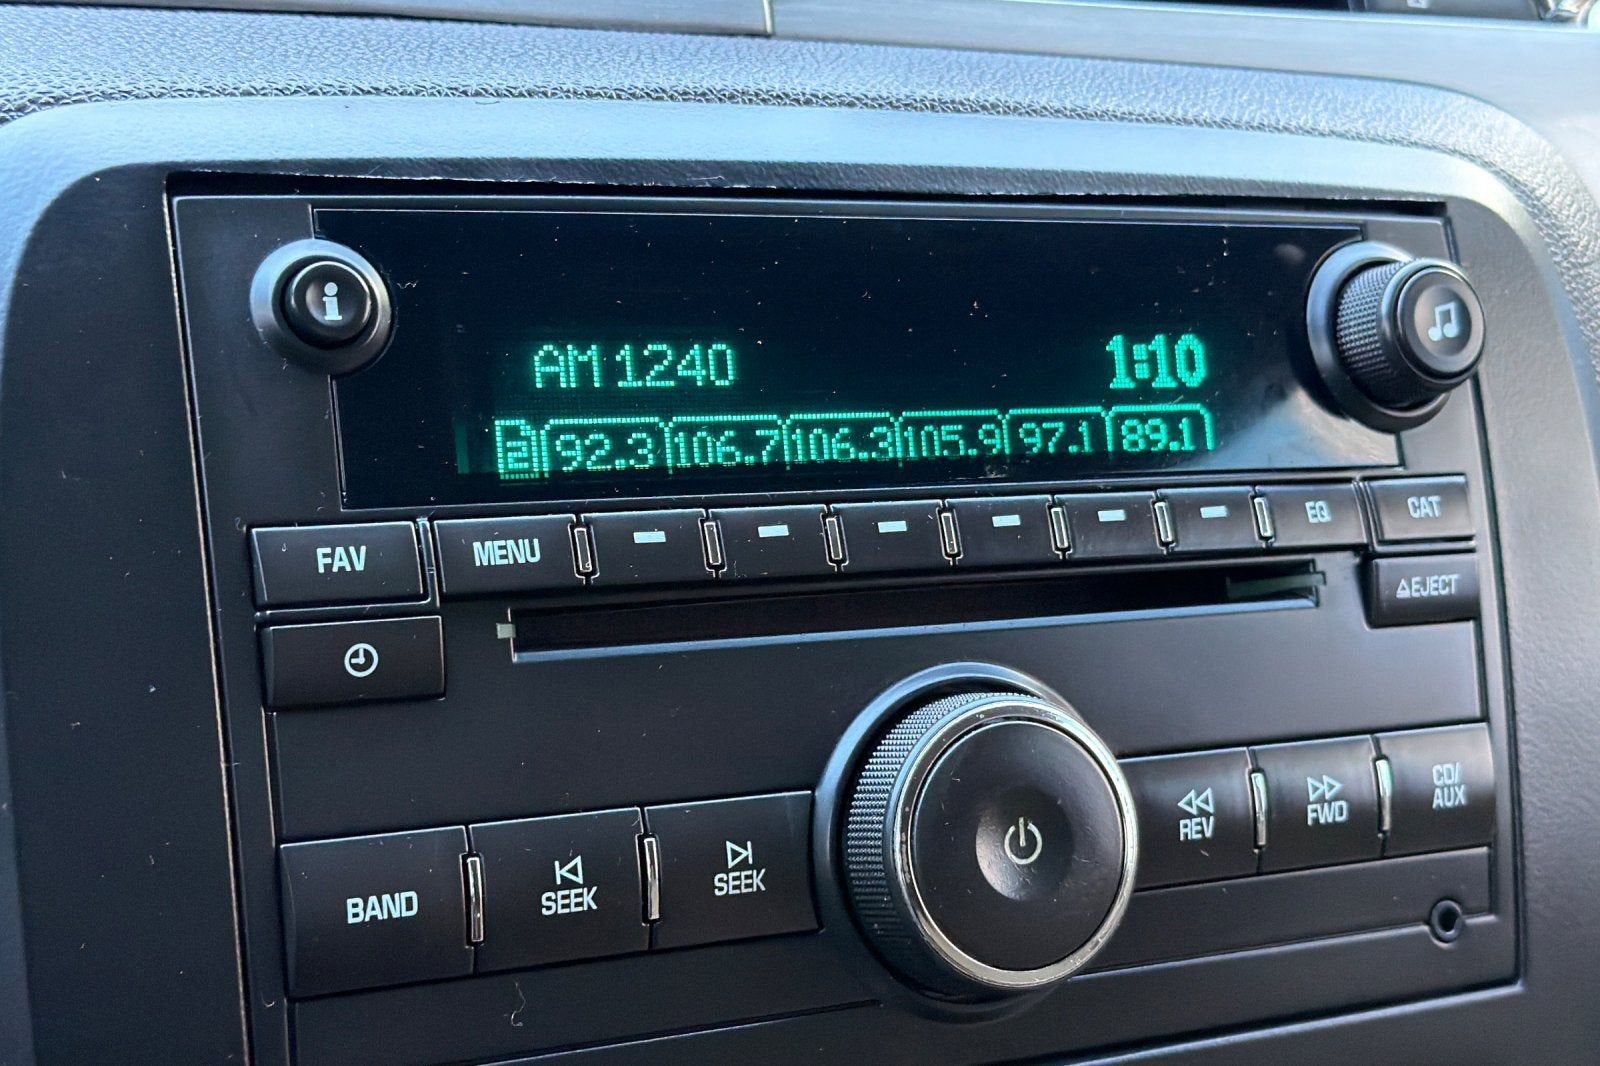 i
AM 1240 1:10
2 92.3 106.7 106.3 105.9 97.1 89.1
FAV MENU EQ CAT
EJECT
BAND SEEK SEEK REV FWD CD/
AUX